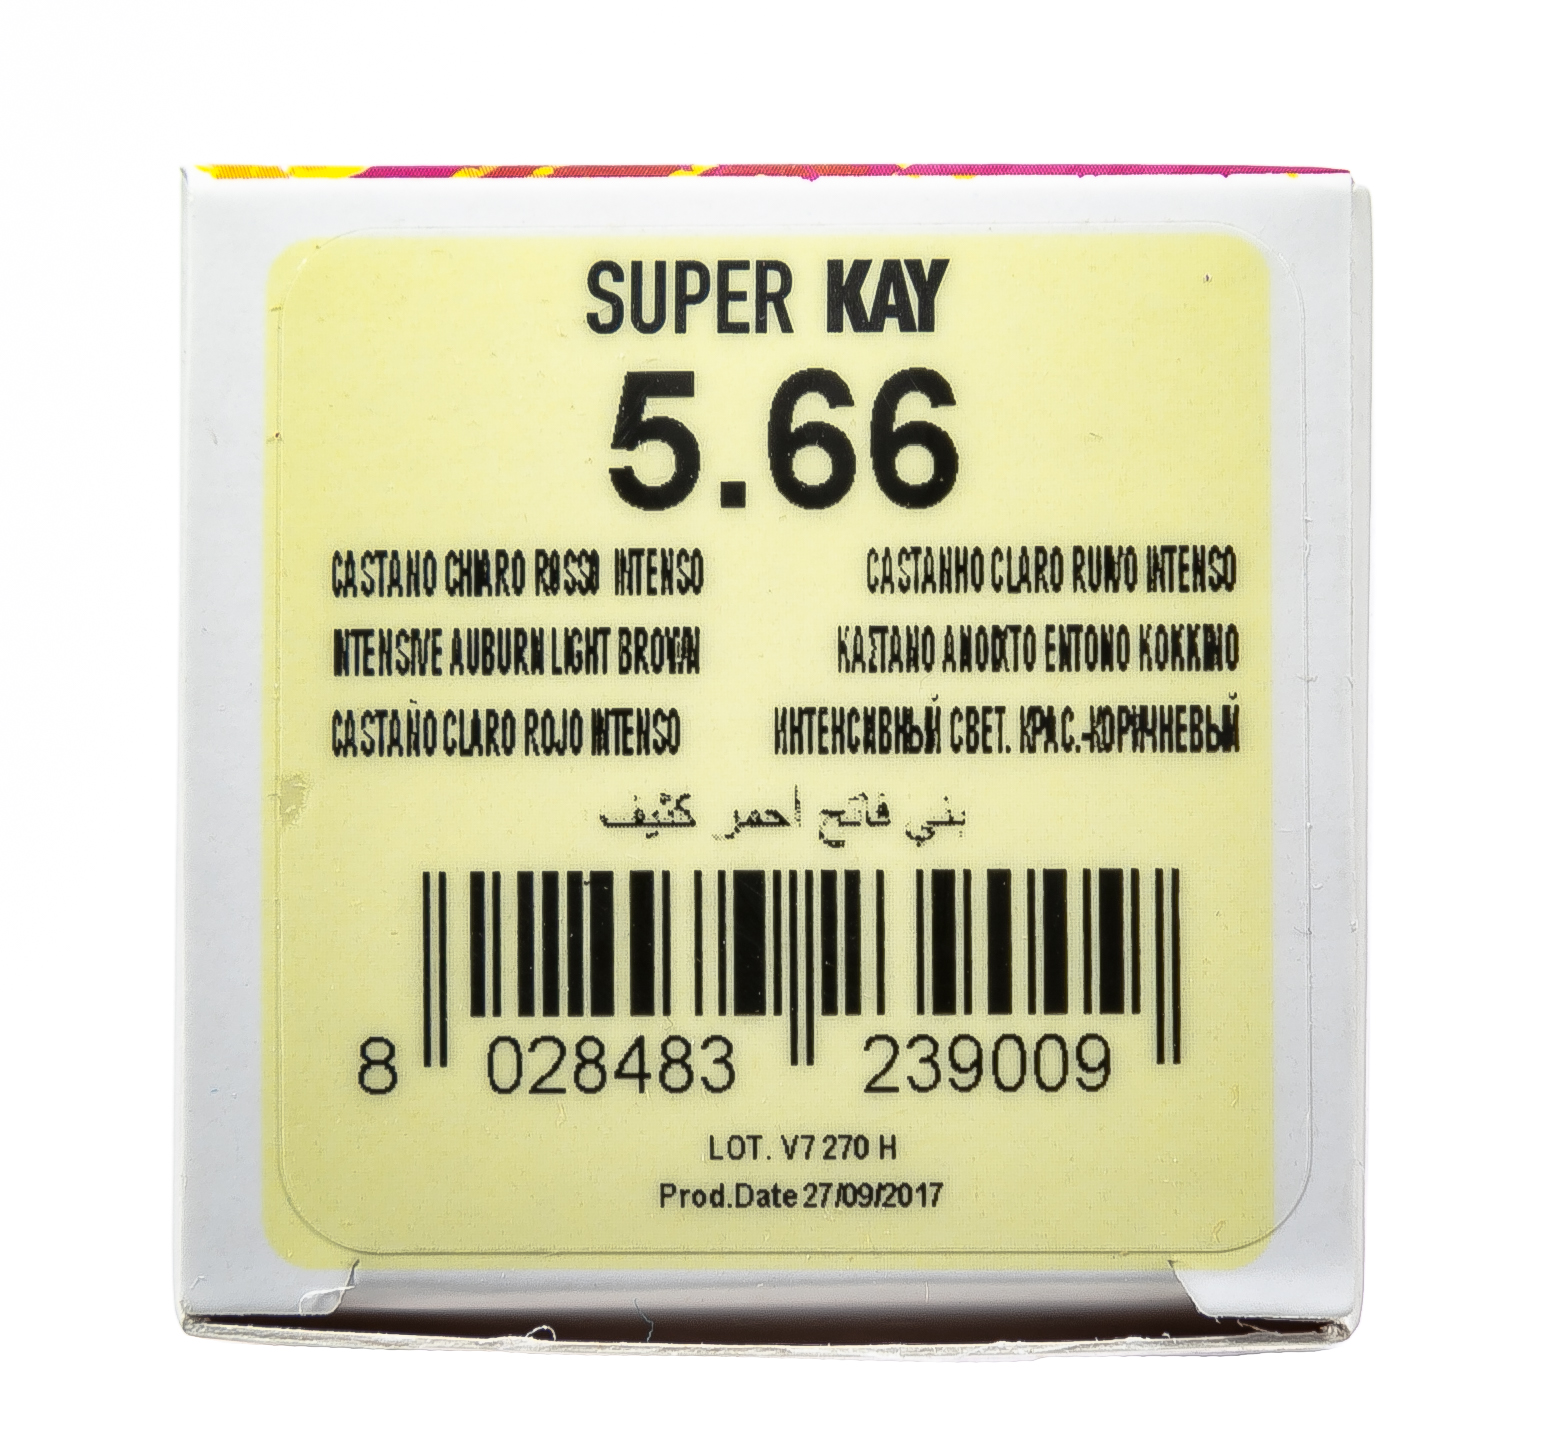 SUPER KAY
5.66
CASTANO CHIARO ROSSO INTENSO
CASTANHO CLARO RUIVO INTENSO
INTENSIVE AUBURN LIGHT BROWN
ΚΑΣΤΑΝΟ ΑΝΟΙΧΤΟ ΕΝΤΟΝΟ ΚΟΚΚΙΝΟ
CASTAÑO CLARO ROJO INTENSO
ИНТЕНСИВНЫЙ СВЕТ. КРАС.-КОРИЧНЕВЫЙ
بني فاتح أحمر كثيف
8 028483 239009
LOT. V7 270 H
Prod.Date 27/09/2017